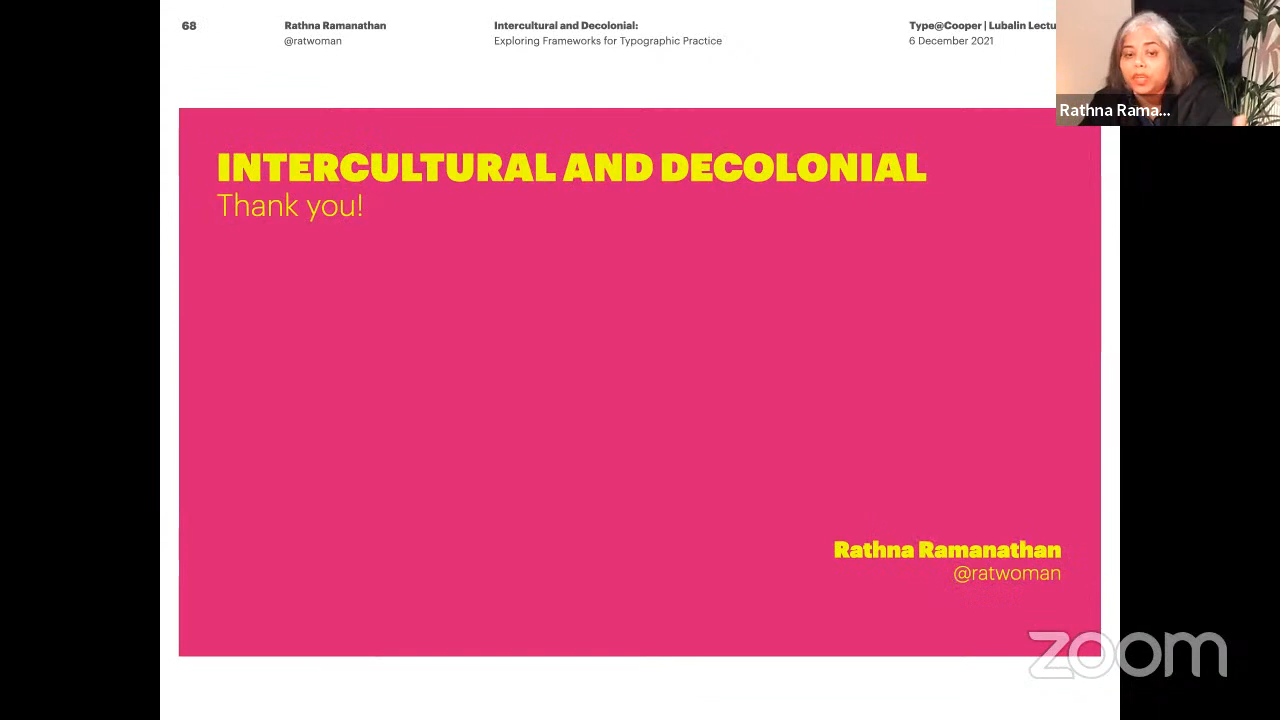 68
Rathna Ramanathan
@ratwoman
Intercultural and Decolonial:
Exploring Frameworks for Typographic Practice
Type@Cooper | Lubalin Lectu
6 December 2021
Rathna Rama...
INTERCULTURAL AND DECOLONIAL
Thank you!
Rathna Ramanathan
@ratwoman
zoom